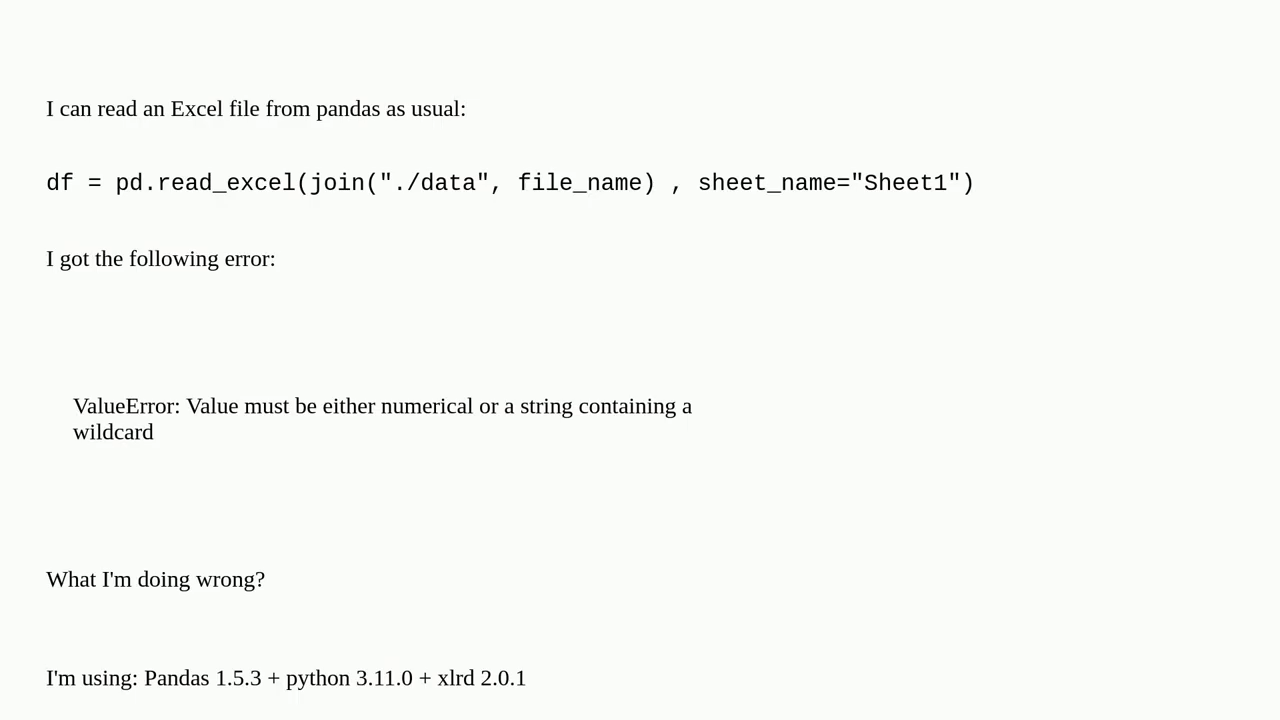 I can read an Excel file from pandas as usual:
df = pd.read_excel(join("./data", file_name) , sheet_name="Sheet1")
I got the following error:
ValueError: Value must be either numerical or a string containing a
wildcard
What I'm doing wrong?
I'm using: Pandas 1.5.3 + python 3.11.0 + xlrd 2.0.1